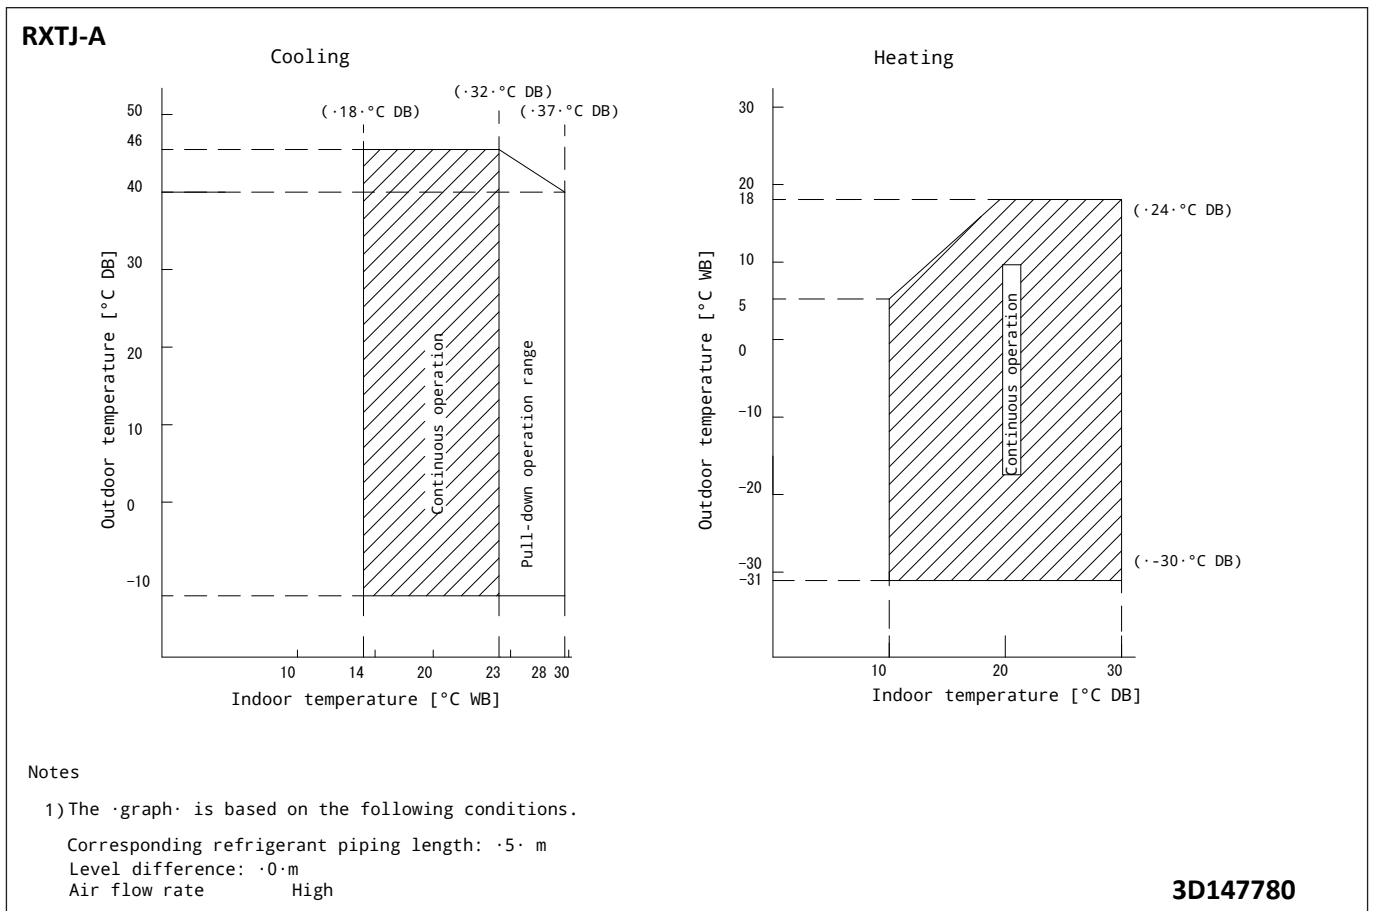 RXTJ-A
Cooling
(·18·°C DB)
(·32·°C DB)
(·37·°C DB)
50
46
40
30
20
10
0
−10
Outdoor temperature [°C DB]
Continuous operation
Pull-down operation range
10
14
20
23
28
30
Indoor temperature [°C WB]
Heating
30
20
18
10
5
0
−10
−20
−30
−31
Outdoor temperature [°C WB]
Continuous operation
(·24·°C DB)
(·-30·°C DB)
10
20
30
Indoor temperature [°C DB]
Notes
1) The ·graph· is based on the following conditions.
Corresponding refrigerant piping length: ·5· m
Level difference: ·0·m
Air flow rate High
3D147780